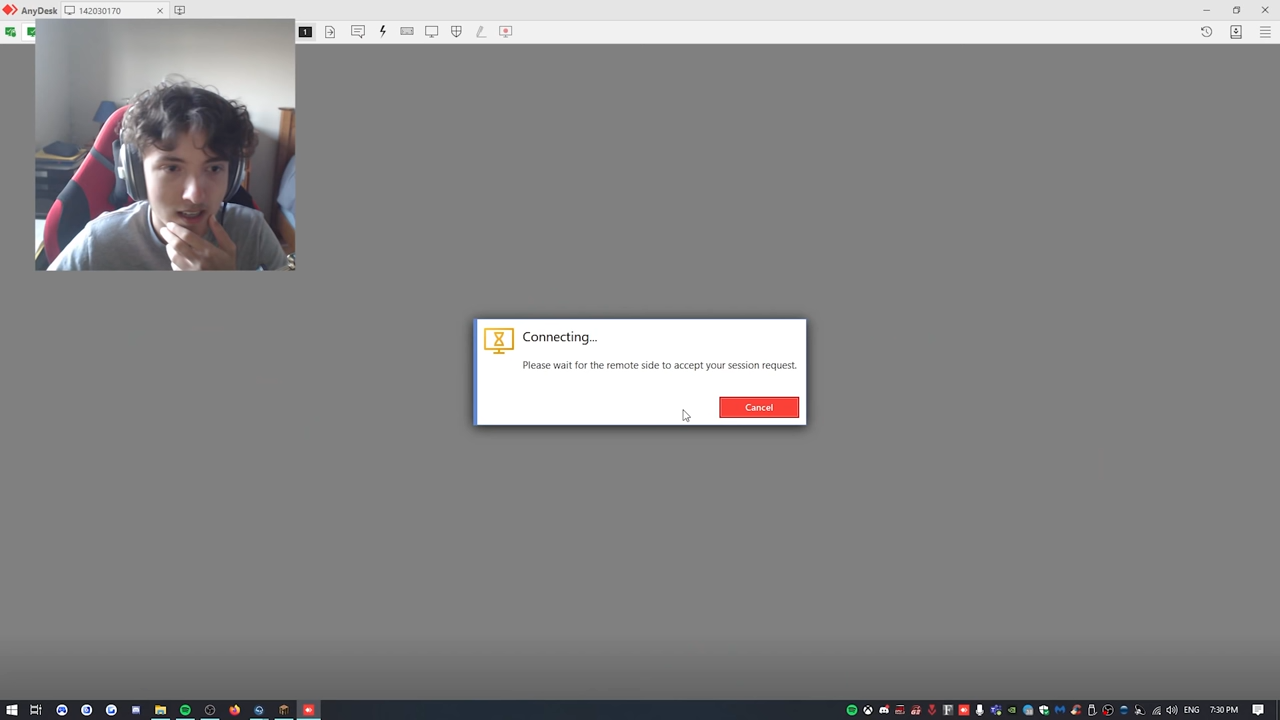 AnyDesk
142030170
1
Connecting...
Please wait for the remote side to accept your session request.
Cancel
ENG
7:30 PM